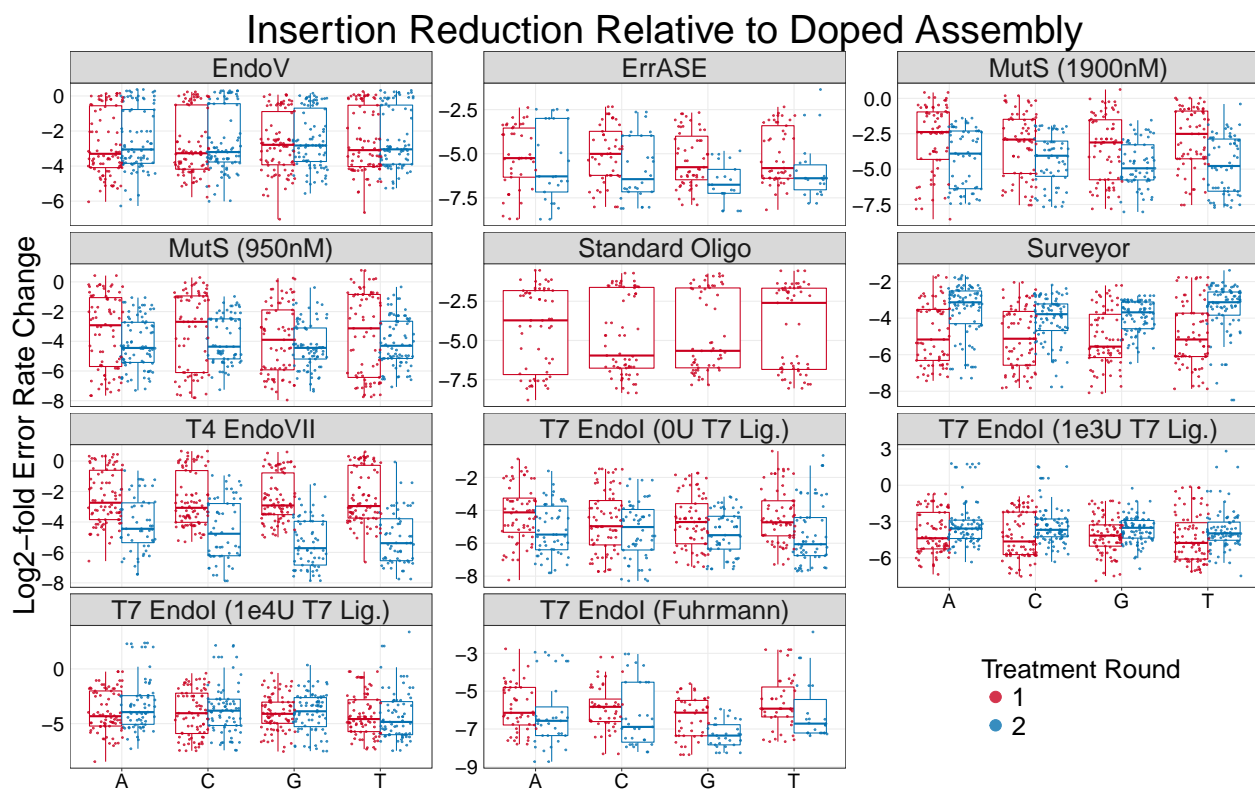 Insertion Reduction Relative to Doped Assembly
EndoV
ErrASE
MutS (1900nM)
0
−2
−4
−6
−2.5
−5.0
−7.5
0.0
−2.5
−5.0
−7.5
MutS (950nM)
Standard Oligo
Surveyor
0
−2
−4
−6
−8
−2.5
−5.0
−7.5
−2
−4
−6
−8
Log2−fold Error Rate Change
T4 EndoVII
T7 EndoI (0U T7 Lig.)
T7 EndoI (1e3U T7 Lig.)
0
−2
−4
−6
−8
−2
−4
−6
−8
3
0
−3
−6
A C G T
T7 EndoI (1e4U T7 Lig.)
T7 EndoI (Fuhrmann)
0
−5
−3
−5
−7
−9
A C G T
A C G T
Treatment Round
1
2